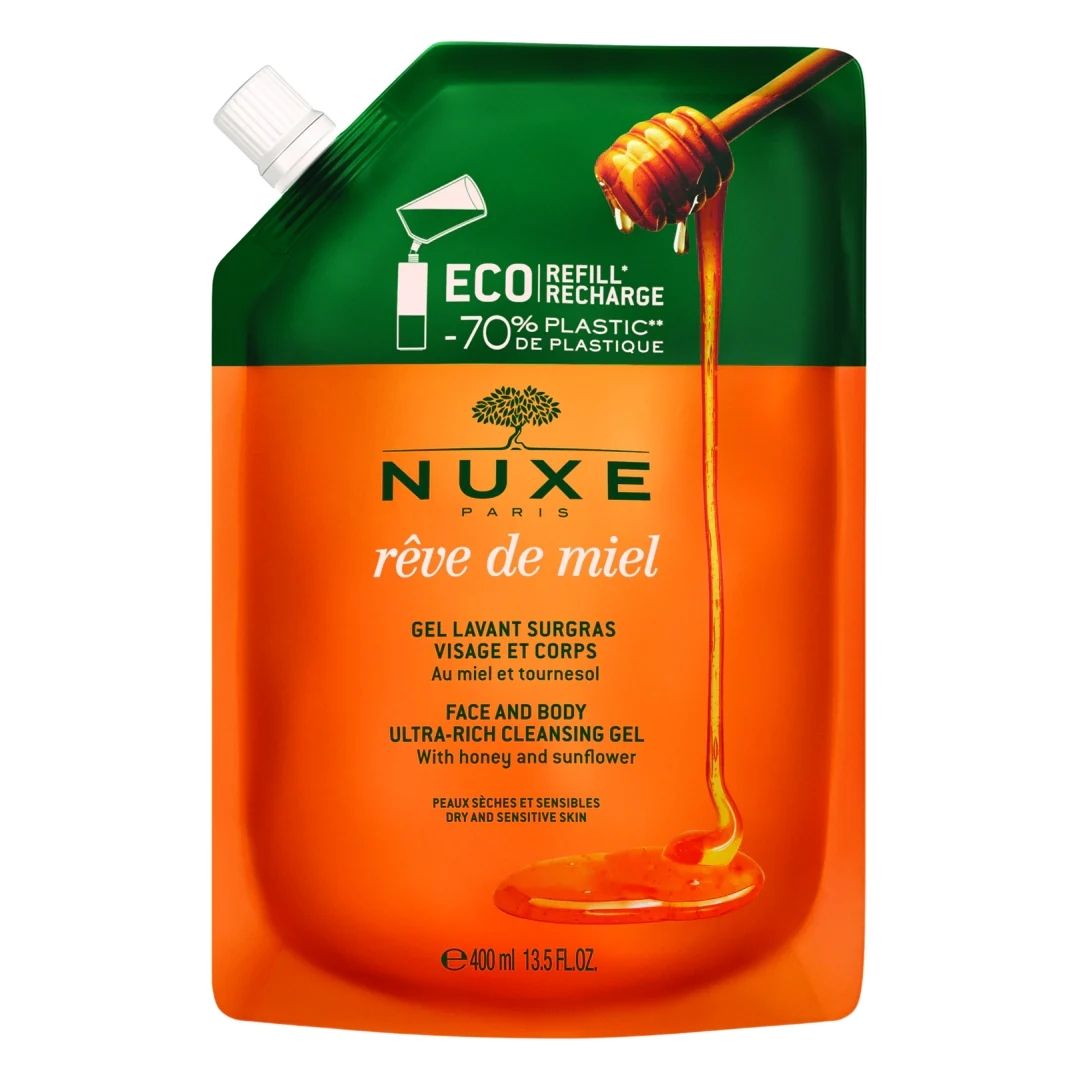 ECO
REFILL*
RECHARGE
-70% PLASTIC**
DE PLASTIQUE
NUXE
PARIS
rêve de miel
GEL LAVANT SURGRAS
VISAGE ET CORPS
Au miel et tournesol
FACE AND BODY
ULTRA-RICH CLEANSING GEL
With honey and sunflower
PEAUX SÈCHES ET SENSIBLES
DRY AND SENSITIVE SKIN
℮400 ml 13.5 FL.OZ.